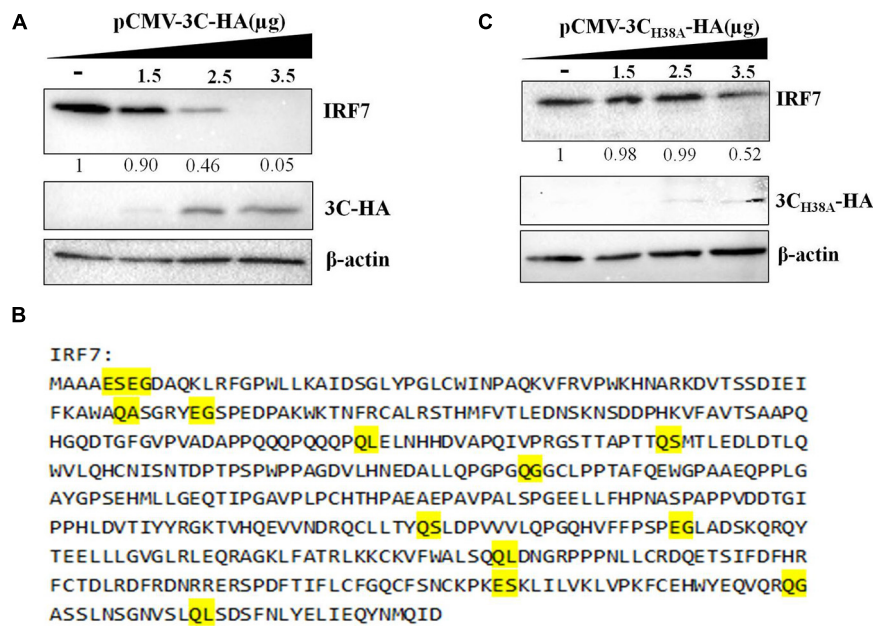 A
pCMV-3C-HA(µg)
- 1.5 2.5 3.5
IRF7
1 0.90 0.46 0.05
3C-HA
β-actin
C
pCMV-3CH38A-HA(µg)
- 1.5 2.5 3.5
IRF7
1 0.98 0.99 0.52
3CH38A-HA
β-actin
B
IRF7:
MAAAESEGDAQKLRFGPWLLKAIDSGLYPGLCWINPAQKVFRVPWKHNARKDVTSSDIEI
FKAWAQASGRYEGSPEDPAKWKTNFRCALRSTHMFVTLEDNSKNSDDPHKVFAVTSAAPQ
HGQDTGFGVPVADAPPQQQPQQQPQLELNHHDVAPQIVPRGSTTAPTTQSMTLEDLDTLQ
WVLQHCNISNTDPTPSPWPPAGDVLHNEDALLQPGPGQGGCLPPTAFQEWGPAAEQPPLG
AYGPSEHMLLGEQTIPGAVPLPCHTHPAEAEPAVPALSPGEELLFHPNASPAPPVDDTGI
PPHLDVTIYYRGKTVHQEVVNDRQCLLTYQSLDPVVVLQPGQHVFFPSPEGLADSKQRQY
TEELLLGVGLRLEQRAGKLFATRLKKCKVFWALSQQLDNGRPPPNLLCRDQETSIFDFHR
FCTDLRDFRDNRRERSPDFTIFLCFGQCFSNCKPKESKLILVKLVPKFCEHWYEQVQRQG
ASSLNSGNVSLQLSDSFNLYELIEQYNMQID